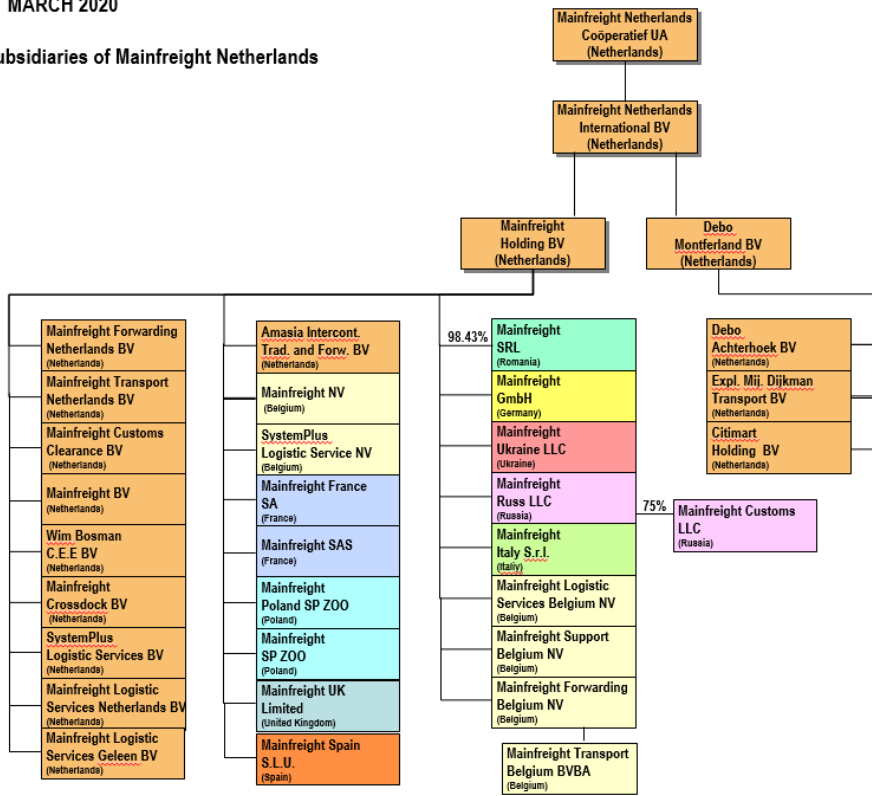 MARCH 2020
ubsidiaries of Mainfreight Netherlands
Mainfreight Netherlands
Coöperatief UA
(Netherlands)
Mainfreight Netherlands
International BV
(Netherlands)
Mainfreight
Holding BV
(Netherlands)
Debo
Montferland BV
(Netherlands)
Mainfreight Forwarding
Netherlands BV
(Netherlands)
Mainfreight Transport
Netherlands BV
(Netherlands)
Mainfreight Customs
Clearance BV
(Netherlands)
Mainfreight BV
(Netherlands)
Wim Bosman
C.E.E BV
(Netherlands)
Mainfreight
Crossdock BV
(Netherlands)
SystemPlus
Logistic Services BV
(Netherlands)
Mainfreight Logistic
Services Netherlands BV
(Netherlands)
Mainfreight Logistic
Services Geleen BV
(Netherlands)
Amasia Intercont.
Trad. and Forw. BV
(Netherlands)
Mainfreight NV
(Belgium)
SystemPlus
Logistic Service NV
(Belgium)
Mainfreight France
SA
(France)
Mainfreight SAS
(France)
Mainfreight
Poland SP ZOO
(Poland)
Mainfreight
SP ZOO
(Poland)
Mainfreight UK
Limited
(United Kingdom)
Mainfreight Spain
S.L.U.
(Spain)
98.43%
Mainfreight
SRL
(Romania)
Mainfreight
GmbH
(Germany)
Mainfreight
Ukraine LLC
(Ukraine)
Mainfreight
Russ LLC
(Russia)
75%
Mainfreight Customs
LLC
(Russia)
Mainfreight
Italy S.r.l.
(Italiy)
Mainfreight Logistic
Services Belgium NV
(Belgium)
Mainfreight Support
Belgium NV
(Belgium)
Mainfreight Forwarding
Belgium NV
(Belgium)
Mainfreight Transport
Belgium BVBA
(Belgium)
Debo
Achterhoek BV
(Netherlands)
Expl. Mij. Dijkman
Transport BV
(Netherlands)
Citimart
Holding BV
(Netherlands)